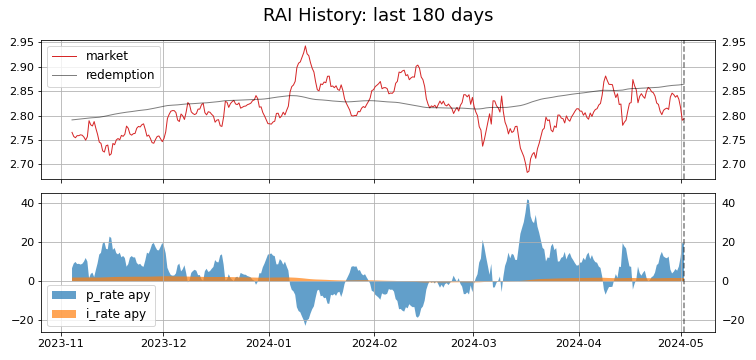 RAI History: last 180 days
2.95 2.95
market
2.90 2.90
redemption
2.85 2.85
2.80 2.80
2.75 2.75
2.70 2.70
40 40
20 20
0 0
p_rate apy
i_rate apy
−20 −20
2023-11 2023-12 2024-01 2024-02 2024-03 2024-04 2024-05